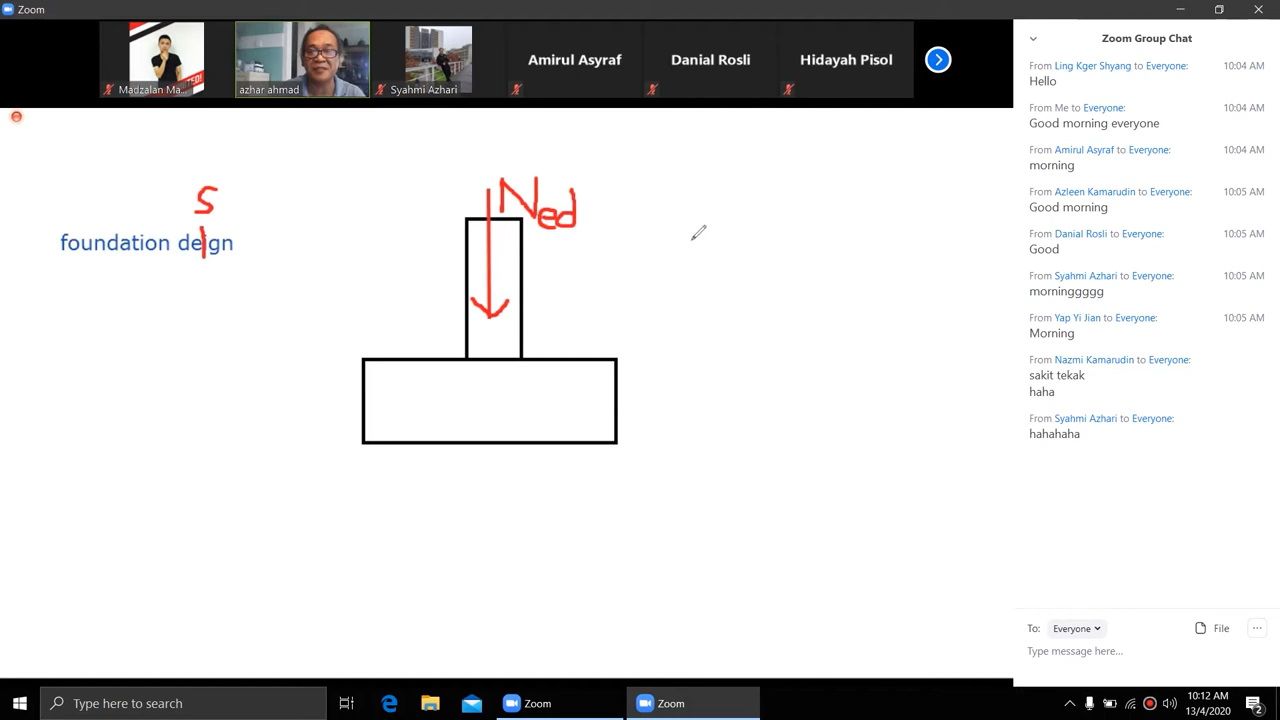 Zoom
Madzalan Ma...
azhar ahmad
Syahmi Azhari
Amirul Asyraf
Danial Rosli
Hidayah Pisol
s
foundation deign
Ned
Zoom Group Chat
From Ling Kger Shyang to Everyone: 10:04 AM
Hello
From Me to Everyone: 10:04 AM
Good morning everyone
From Amirul Asyraf to Everyone: 10:04 AM
morning
From Azleen Kamarudin to Everyone: 10:05 AM
Good morning
From Danial Rosli to Everyone: 10:05 AM
Good
From Syahmi Azhari to Everyone: 10:05 AM
morninggggg
From Yap Yi Jian to Everyone: 10:05 AM
Morning
From Nazmi Kamarudin to Everyone:
sakit tekak
haha
From Syahmi Azhari to Everyone:
hahahaha
To: Everyone File ...
Type message here...
Type here to search
Zoom
Zoom
10:12 AM
13/4/2020
2